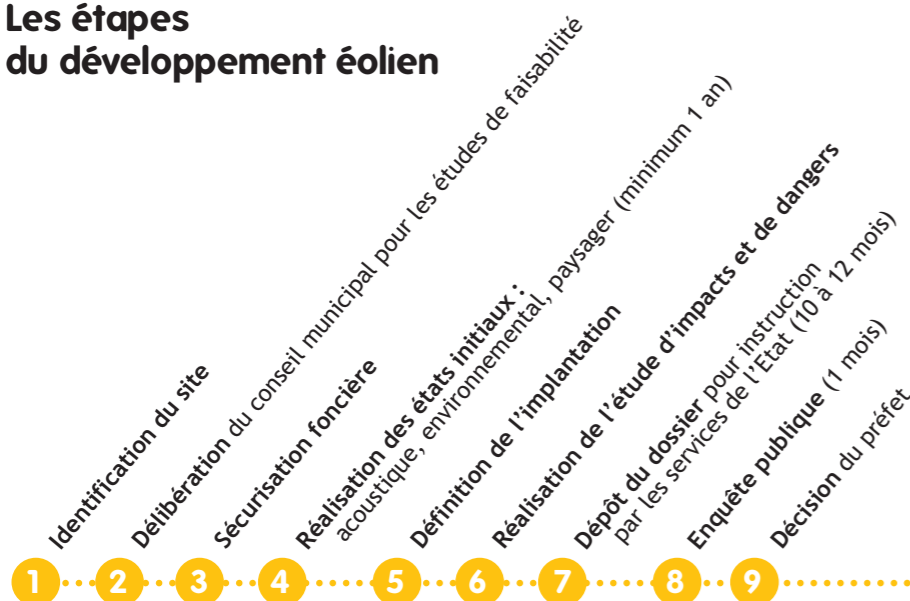 Les étapes
du développement éolien
Identification du site
Délibération du conseil municipal pour les études de faisabilité
Sécurisation foncière
Réalisation des états initiaux :
acoustique, environnemental, paysager (minimum 1 an)
Définition de l'implantation
Réalisation de l'étude d'impacts et de dangers
Dépôt du dossier pour instruction
par les services de l'Etat (10 à 12 mois)
Enquête publique (1 mois)
Décision du préfet
1 2 3 4 5 6 7 8 9